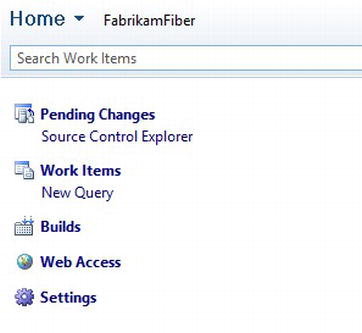 Home FabrikamFiber
Search Work Items
Pending Changes
Source Control Explorer
Work Items
New Query
Builds
Web Access
Settings